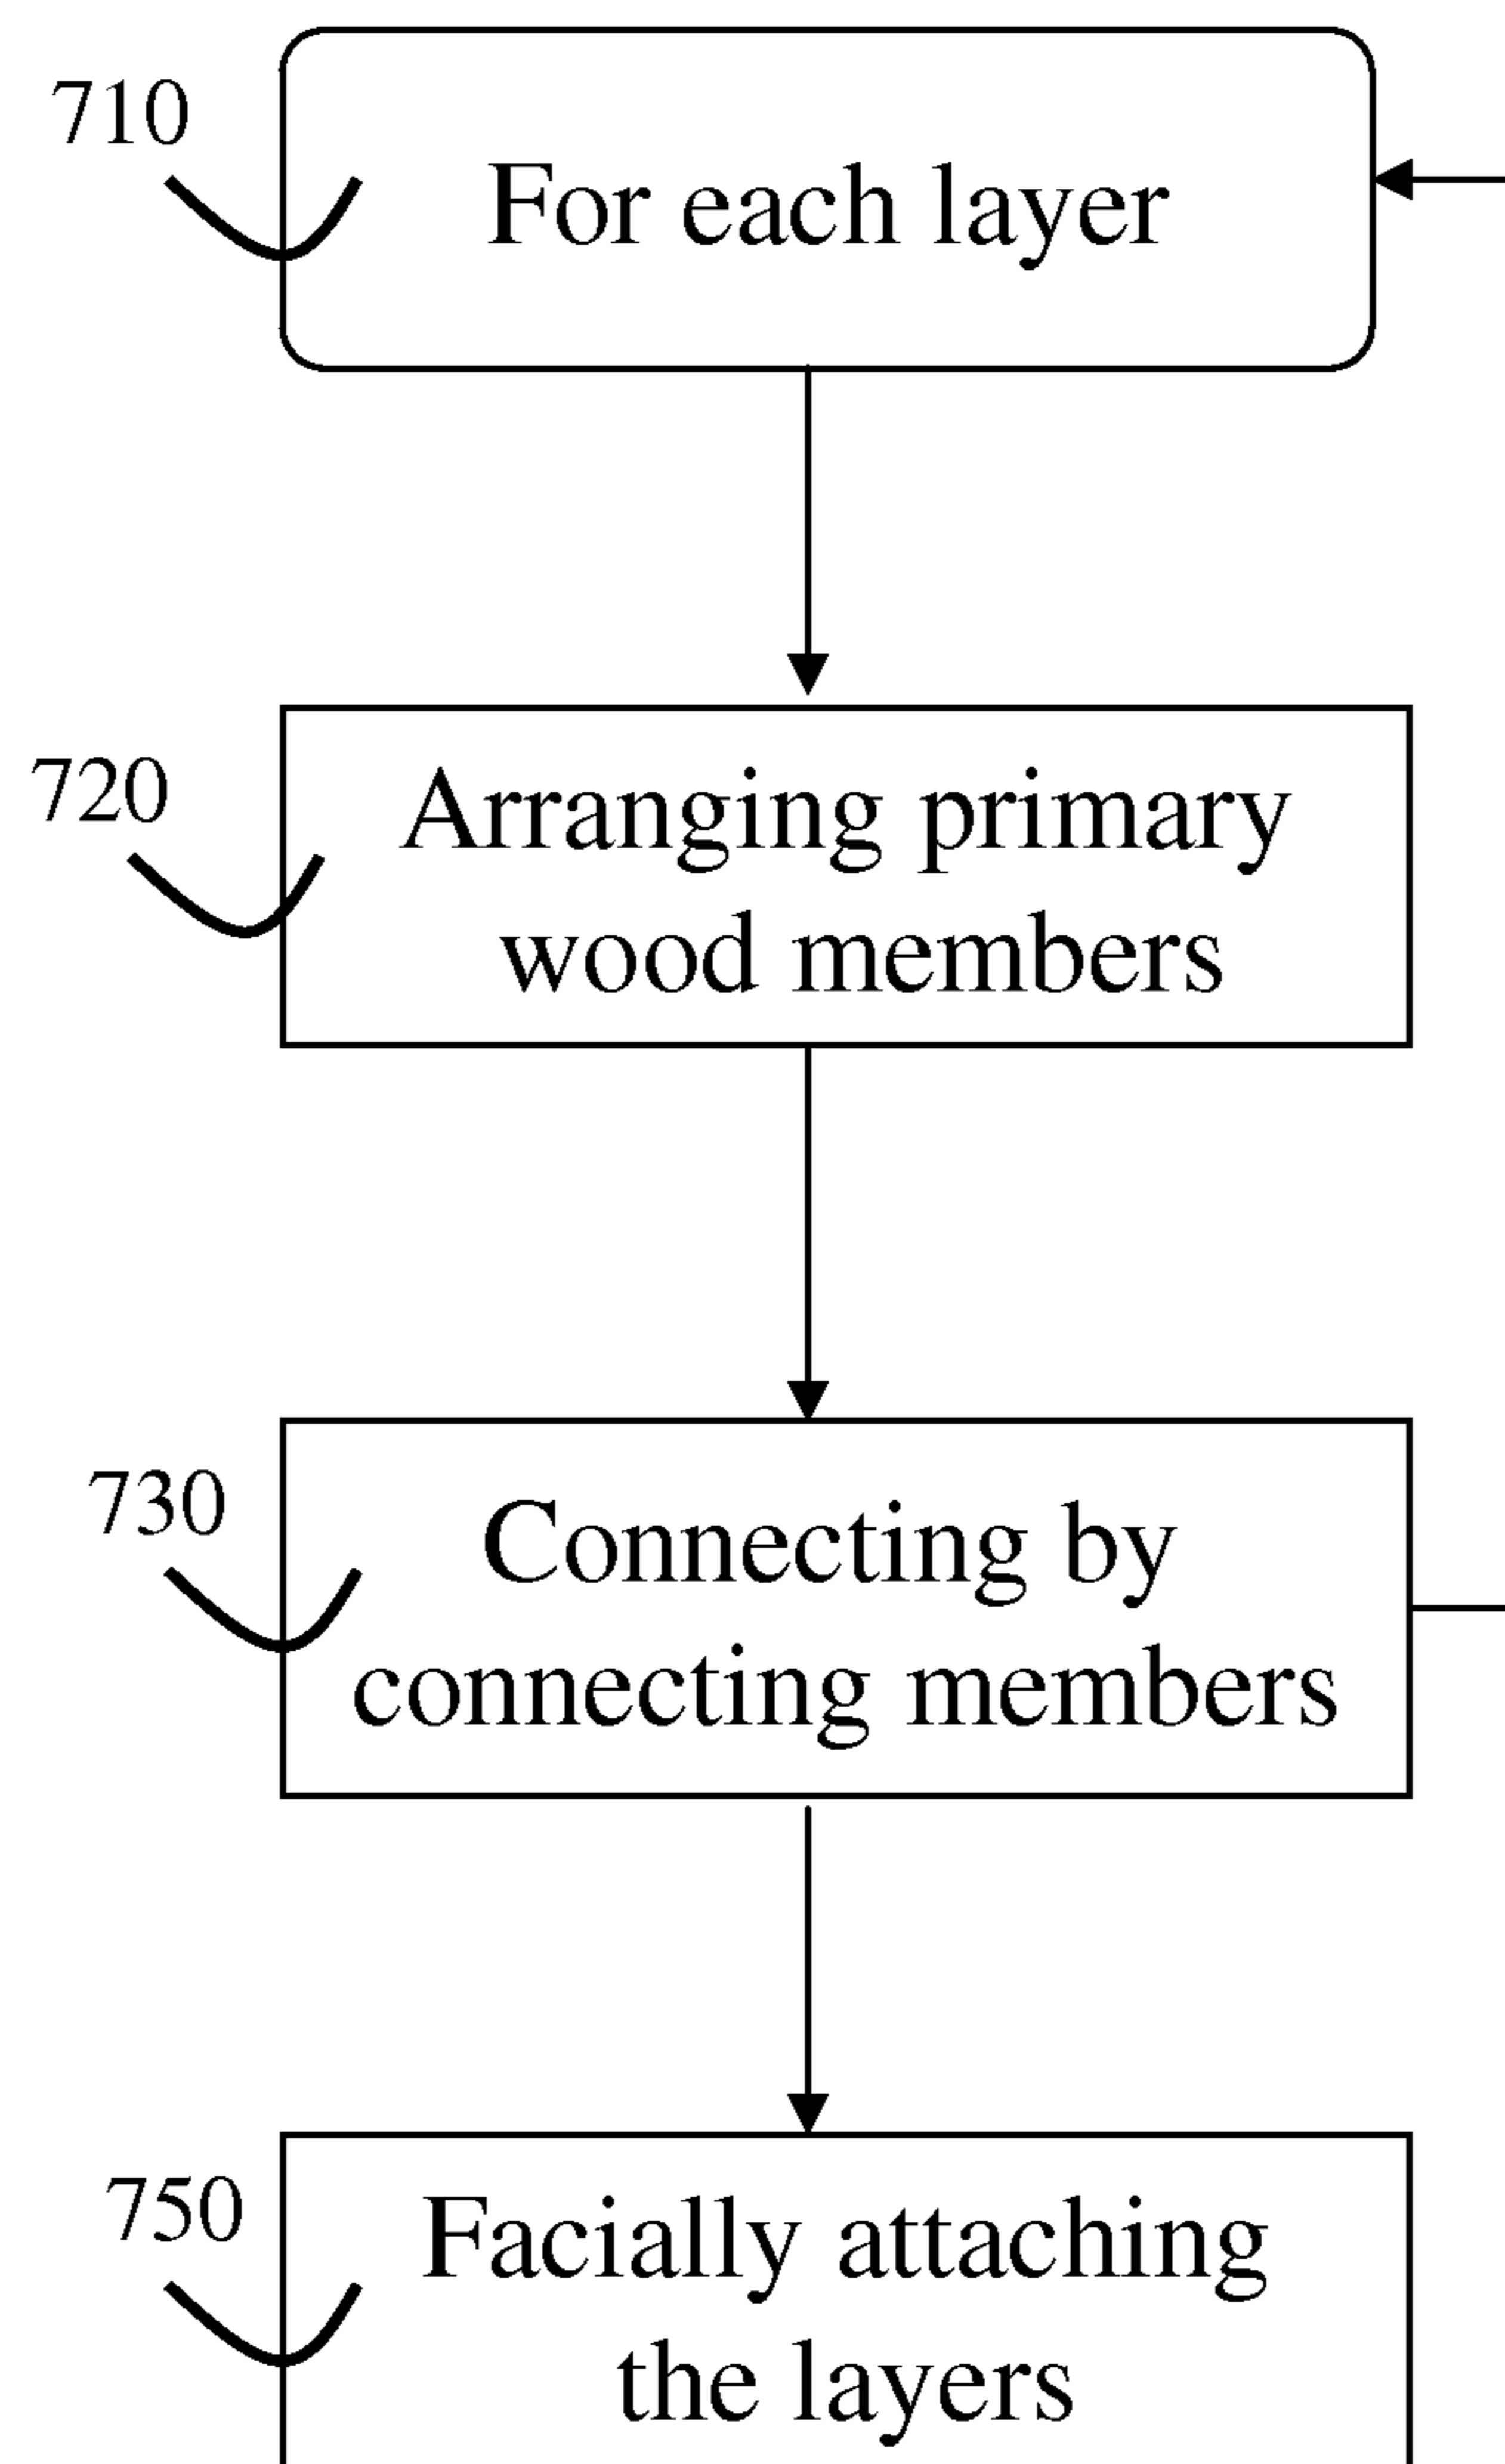 710
For each layer
720
Arranging primary
wood members
730
Connecting by
connecting members
750
Facially attaching
the layers